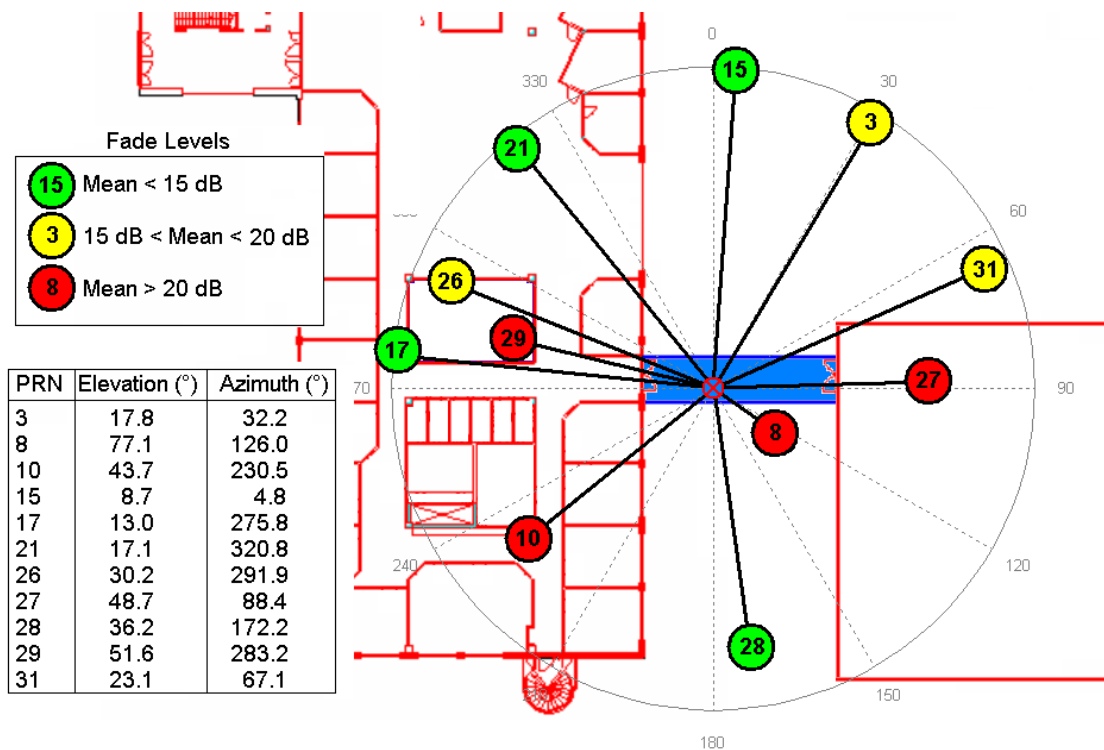 Fade Levels
15 Mean < 15 dB
3 15 dB < Mean < 20 dB
8 Mean > 20 dB
PRN Elevation (°) Azimuth (°)
3 17.8 32.2
8 77.1 126.0
10 43.7 230.5
15 8.7 4.8
17 13.0 275.8
21 17.1 320.8
26 30.2 291.9
27 48.7 88.4
28 36.2 172.2
29 51.6 283.2
31 23.1 67.1
0
30
60
90
120
150
180
240
70
330
15
3
21
31
26
29
17
27
8
10
28